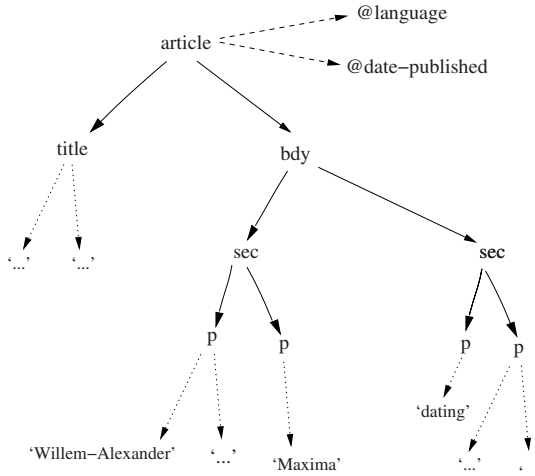 @language
article
@date-published
title
bdy
'...' '...'
sec sec
p p p p
'dating'
'Willem-Alexander' '...' 'Maxima' '...' '